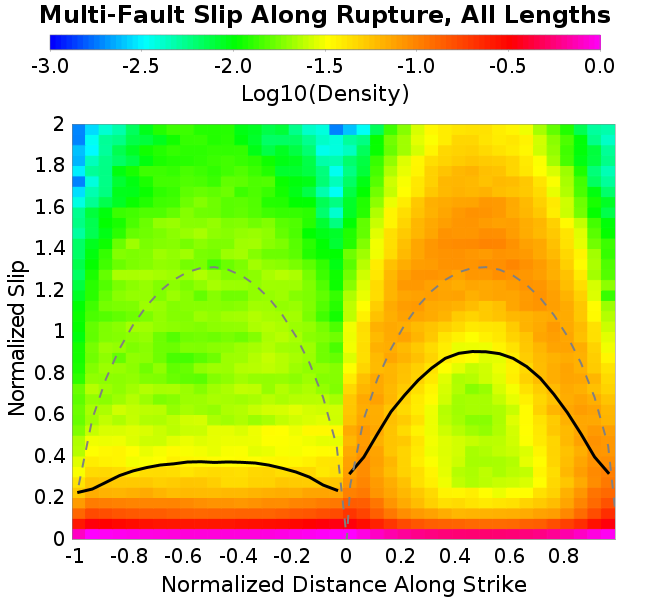 Multi-Fault Slip Along Rupture, All Lengths
-3.0 -2.5 -2.0 -1.5 -1.0 -0.5 0.0
Log10(Density)
2
1.8
1.6
1.4
1.2
1
0.8
0.6
0.4
0.2
0
Normalized Slip
-1 -0.8 -0.6 -0.4 -0.2 0 0.2 0.4 0.6 0.8
Normalized Distance Along Strike